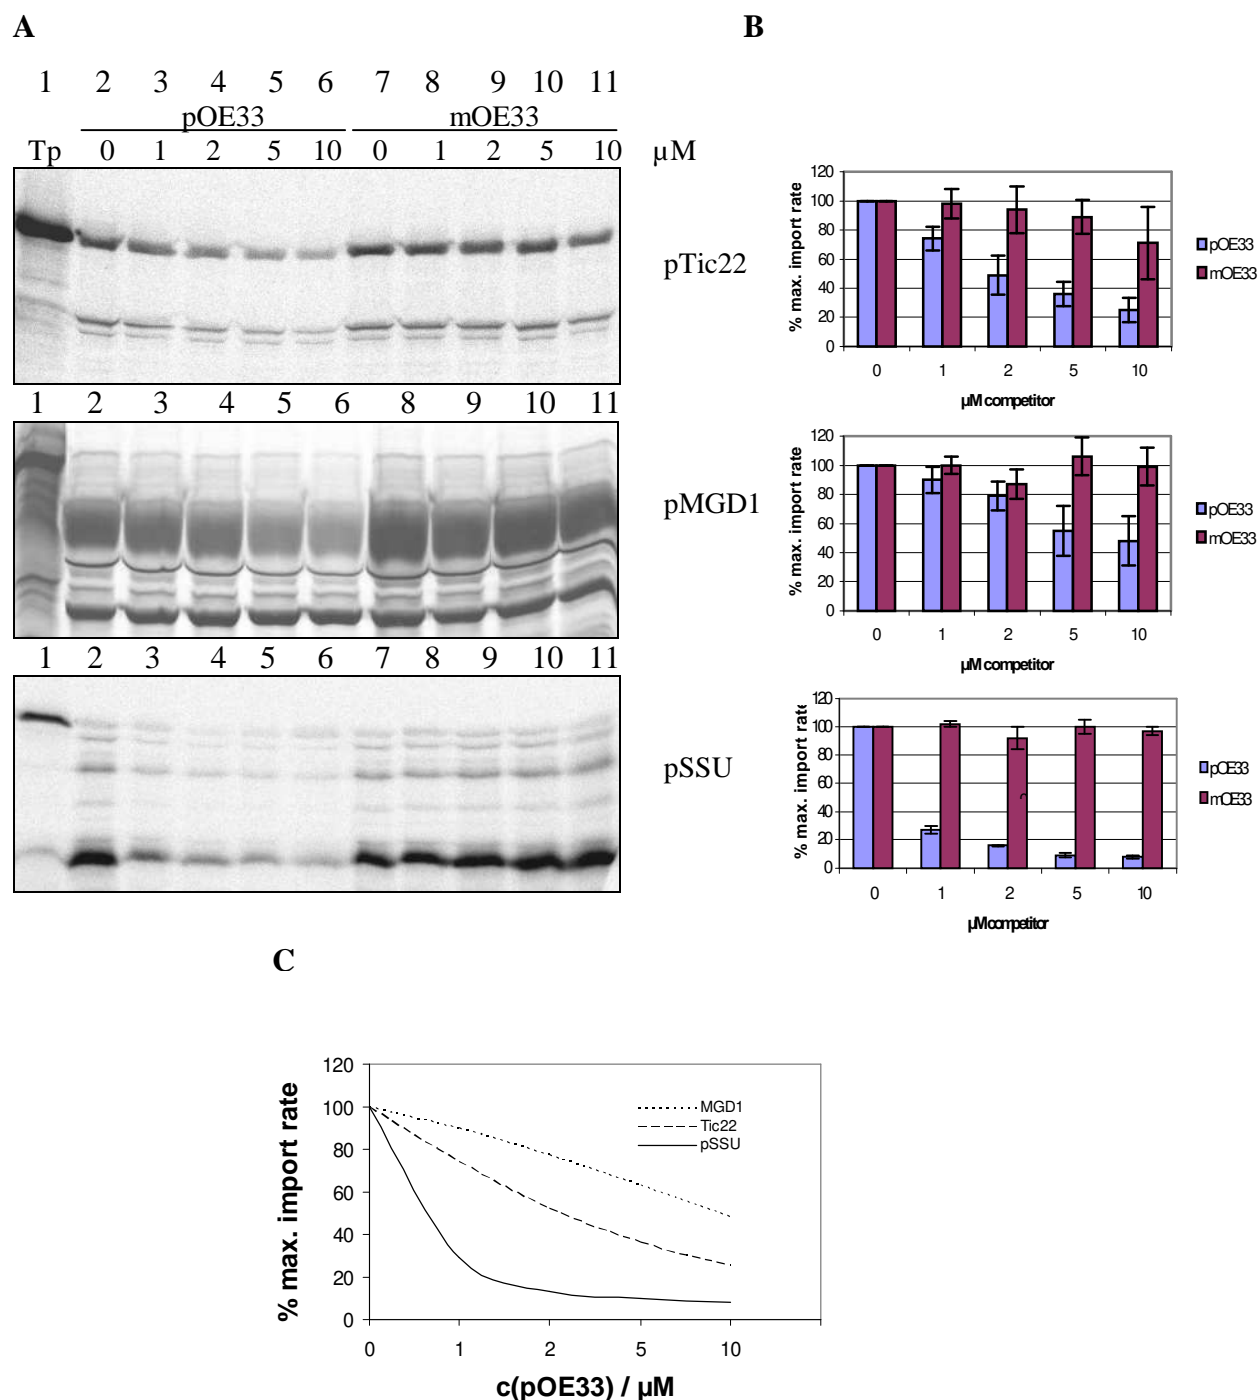 A
B
1 2 3 4 5 6 7 8 9 10 11
pOE33 mOE33
Tp 0 1 2 5 10 0 1 2 5 10 µM
pTic22
1 2 3 4 5 6 8 9 10 11
pMGD1
1 2 3 4 5 6 7 8 9 10 11
pSSU
% max. import rate
120
100
80
60
40
20
0
0 1 2 5 10
µM competitor
pOE33
mOE33
% max. import rate
120
100
80
60
40
20
0
0 1 2 5 10
µM competitor
pOE33
mOE33
% max. import rate
120
100
80
60
40
20
0
0 1 2 5 10
µM competitor
pOE33
mOE33
C
% max. import rate
120
100
80
60
40
20
0
MGD1
Tic22
pSSU
0 1 2 5 10
c(pOE33) / µM